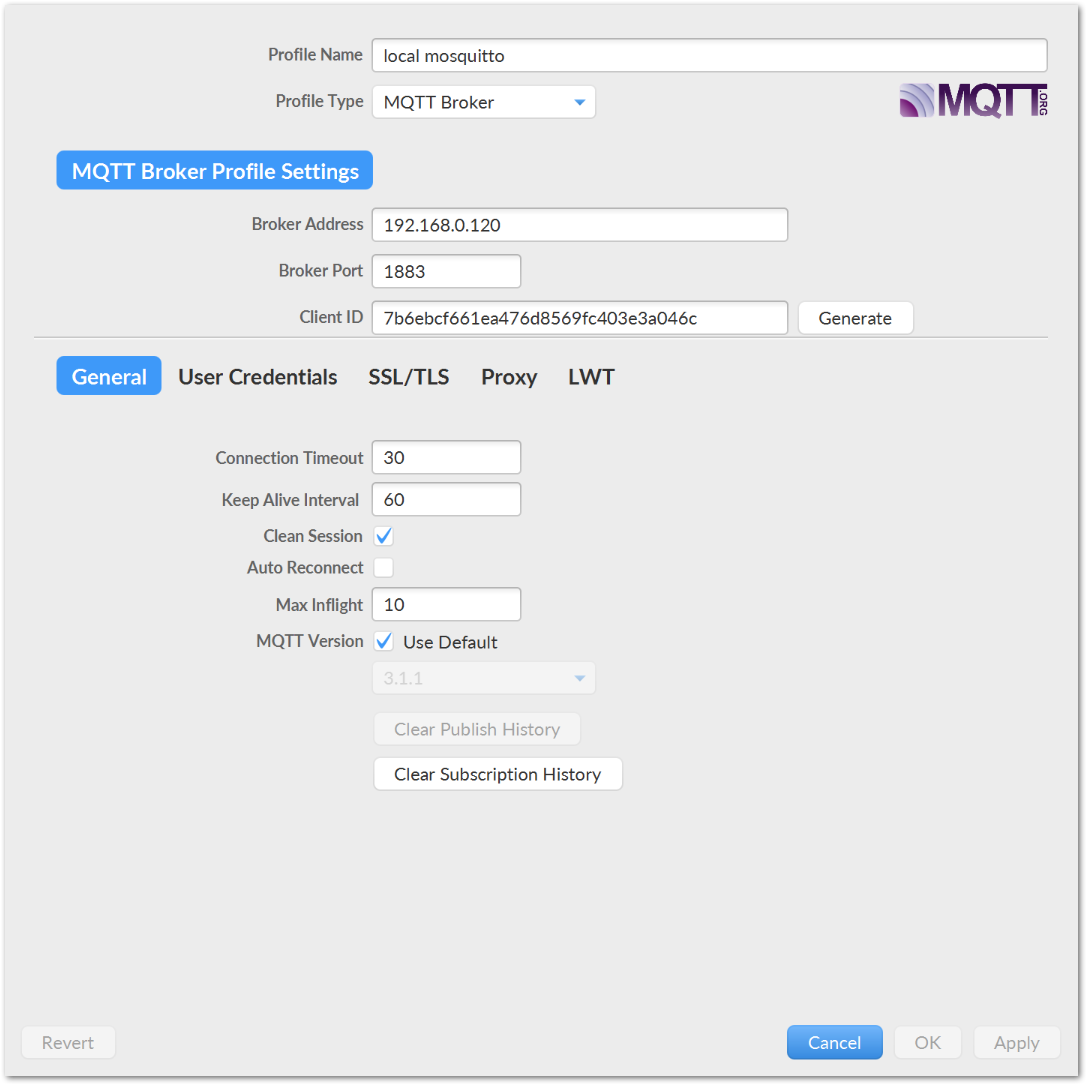 Profile Name local mosquitto
Profile Type MQTT Broker
MQTT.ORG
MQTT Broker Profile Settings
Broker Address 192.168.0.120
Broker Port 1883
Client ID 7b6ebcf661ea476d8569fc403e3a046c Generate
General User Credentials SSL/TLS Proxy LWT
Connection Timeout 30
Keep Alive Interval 60
Clean Session
Auto Reconnect
Max Inflight 10
MQTT Version Use Default
3.1.1
Clear Publish History
Clear Subscription History
Revert Cancel OK Apply